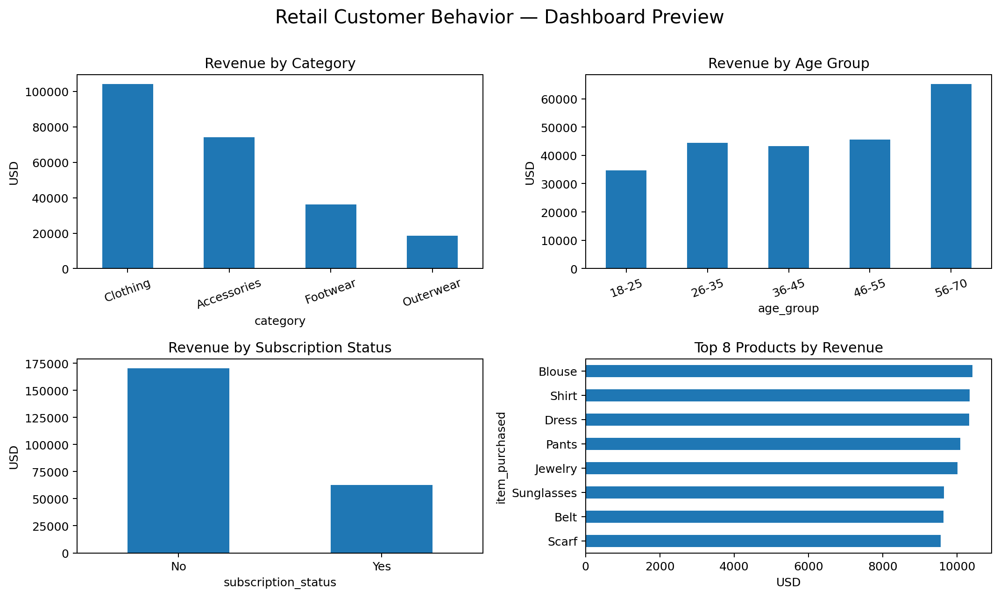 Retail Customer Behavior — Dashboard Preview
Revenue by Category
USD
100000
80000
60000
40000
20000
0
Clothing
Accessories
Footwear
Outerwear
category
Revenue by Age Group
USD
60000
50000
40000
30000
20000
10000
0
18-25
26-35
36-45
46-55
56-70
age_group
Revenue by Subscription Status
USD
175000
150000
125000
100000
75000
50000
25000
0
No
Yes
subscription_status
Top 8 Products by Revenue
item_purchased
Blouse
Shirt
Dress
Pants
Jewelry
Sunglasses
Belt
Scarf
0
2000
4000
6000
8000
10000
USD